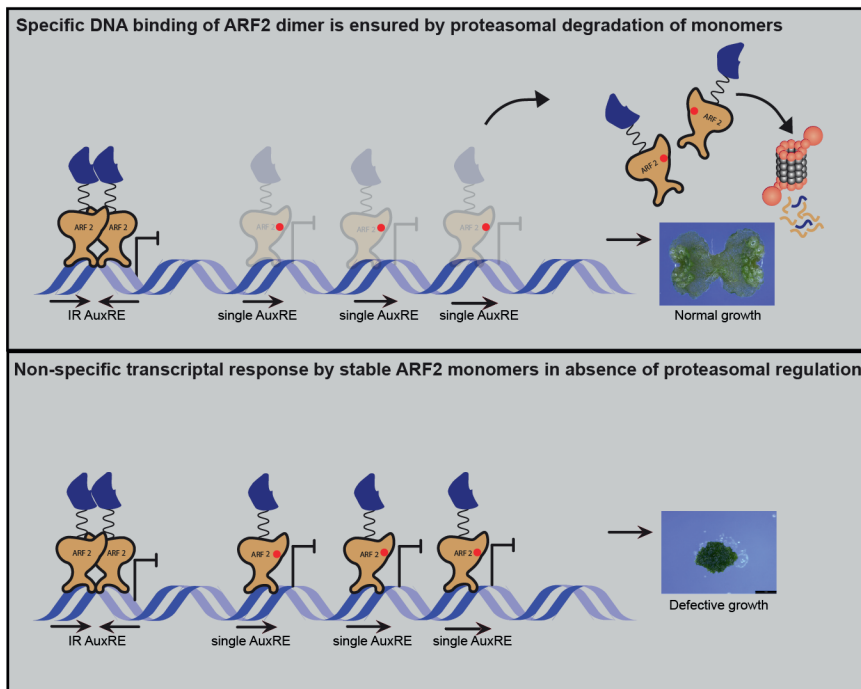 Specific DNA binding of ARF2 dimer is ensured by proteasomal degradation of monomers
ARF 2
ARF 2
ARF 2 ARF 2
ARF 2
ARF 2
ARF 2
IR AuxRE
single AuxRE
single AuxRE
single AuxRE
Normal growth
Non-specific transcriptal response by stable ARF2 monomers in absence of proteasomal regulation
ARF 2 ARF 2
ARF 2
ARF 2
ARF 2
IR AuxRE
single AuxRE
single AuxRE
single AuxRE
Defective growth